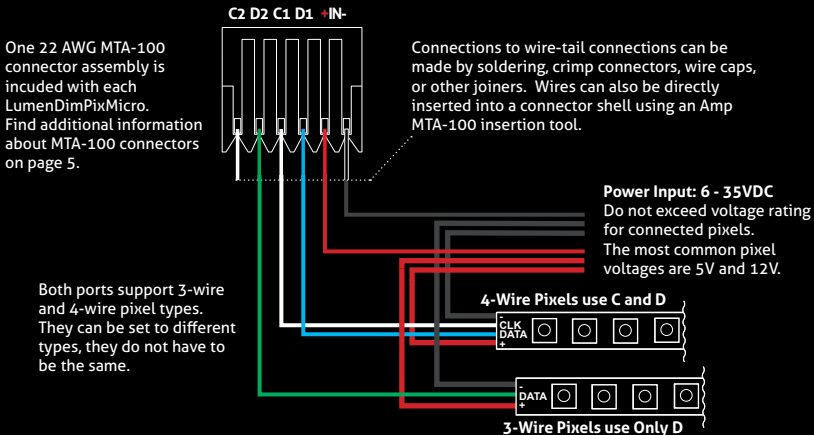 C2 D2 C1 D1 +IN-
One 22 AWG MTA-100
connector assembly is
incuded with each
LumenDimPixMicro.
Find additional information
about MTA-100 connectors
on page 5.
Connections to wire-tail connections can be
made by soldering, crimp connectors, wire caps,
or other joiners. Wires can also be directly
inserted into a connector shell using an Amp
MTA-100 insertion tool.
Power Input: 6 - 35VDC
Do not exceed voltage rating
for connected pixels.
The most common pixel
voltages are 5V and 12V.
Both ports support 3-wire
and 4-wire pixel types.
They can be set to different
types, they do not have to
be the same.
4-Wire Pixels use C and D
-
CLK
DATA
+
-
DATA
+
3-Wire Pixels use Only D